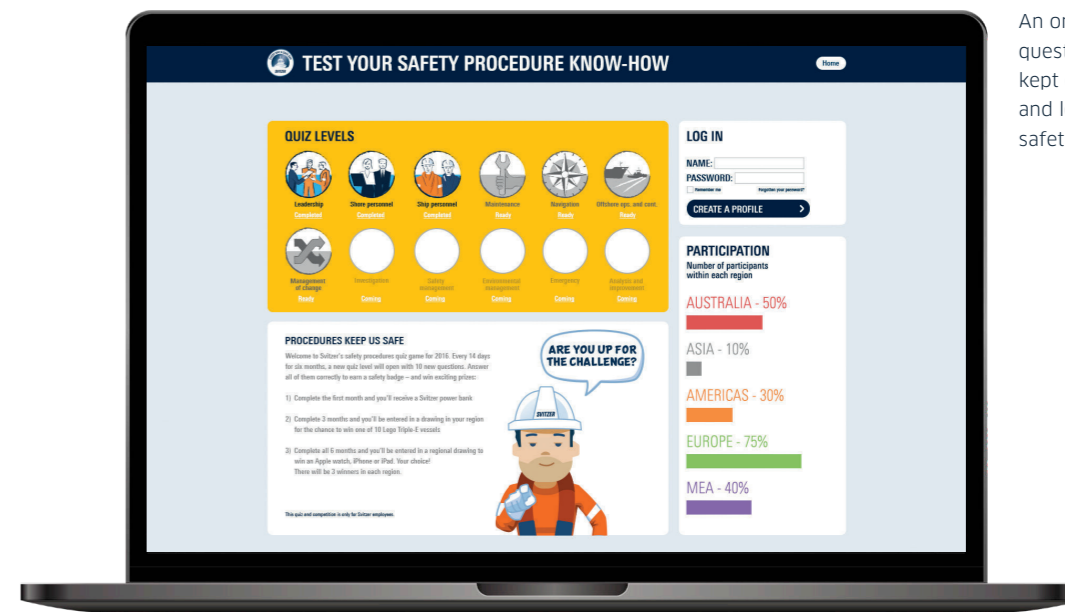 TEST YOUR SAFETY PROCEDURE KNOW-HOW
Home
QUIZ LEVELS
Leadership
Completed
Shore personnel
Completed
Ship personnel
Completed
Maintenance
Ready
Navigation
Ready
Offshore ops. and cont.
Ready
Management
of change
Ready
Investigation
Coming
Safety
management
Coming
Environmental
management
Coming
Emergency
Coming
Analysis and
improvement
Coming
PROCEDURES KEEP US SAFE
Welcome to Svitzer's safety procedures quiz game for 2016. Every 14 days
for six months, a new quiz level will open with 10 new questions. Answer
all of them correctly to earn a safety badge – and win exciting prizes:
1) Complete the first month and you'll receive a Svitzer power bank
2) Complete 3 months and you'll be entered in a drawing in your region
for the chance to win one of 10 Lego Triple-E vessels
3) Complete all 6 months and you'll be entered in a regional drawing to
win an Apple watch, iPhone or iPad. Your choice!
There will be 3 winners in each region.
This quiz and competition is only for Svitzer employees.
ARE YOU UP FOR
THE CHALLENGE?
SVITZER
LOG IN
NAME:
PASSWORD:
Remember me
Forgotten your password?
CREATE A PROFILE
PARTICIPATION
Number of participants
within each region
AUSTRALIA - 50%
ASIA - 10%
AMERICAS - 30%
EUROPE - 75%
MEA - 40%
An o
quest
kept
and l
safet